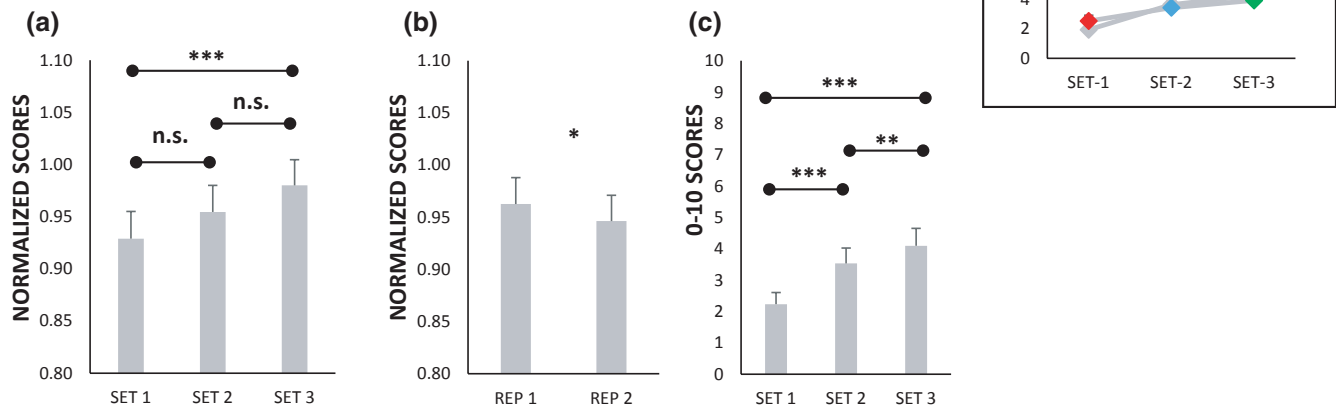 (a)
NORMALIZED SCORES
1.10
1.05
1.00
0.95
0.90
0.85
0.80
***
n.s.
n.s.
SET 1 SET 2 SET 3
(b)
NORMALIZED SCORES
1.10
1.05
1.00
0.95
0.90
0.85
0.80
*
REP 1 REP 2
(c)
0-10 SCORES
10
9
8
7
6
5
4
3
2
1
0
***
**
***
SET 1 SET 2 SET 3
4
2
0
SET-1 SET-2 SET-3